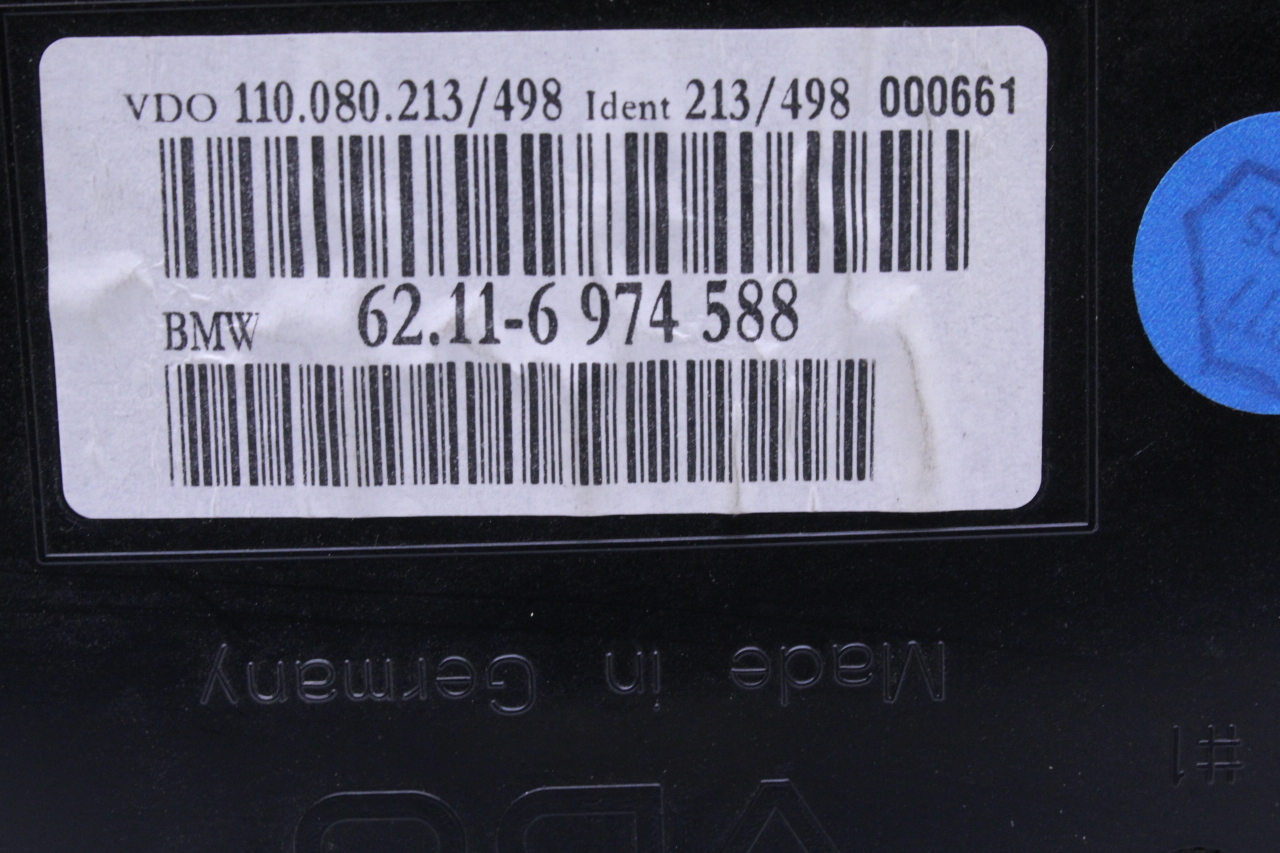 VDO 110.080.213/498 Ident 213/498 000661
BMW 62.11-6 974 588
Made in Germany
#1
VDO